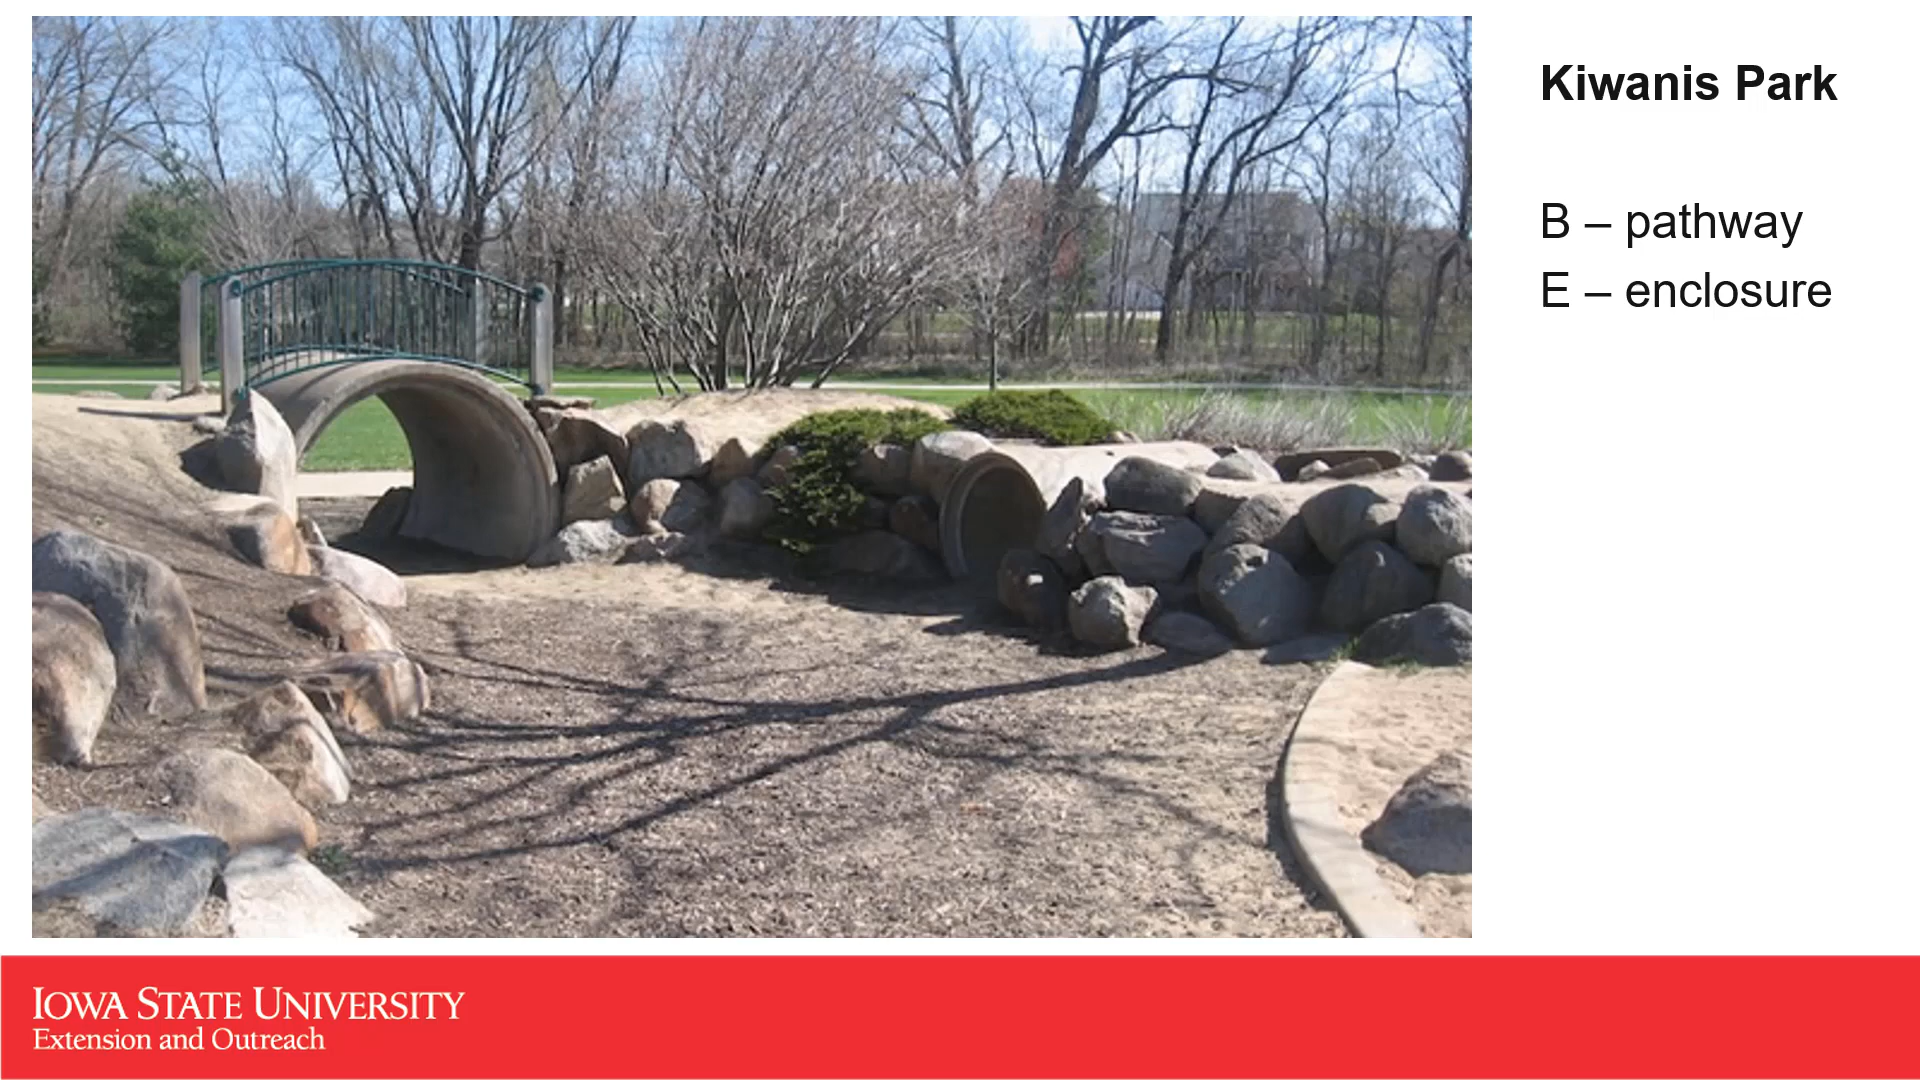 Kiwanis Park
B – pathway
E – enclosure
IOWA STATE UNIVERSITY
Extension and Outreach